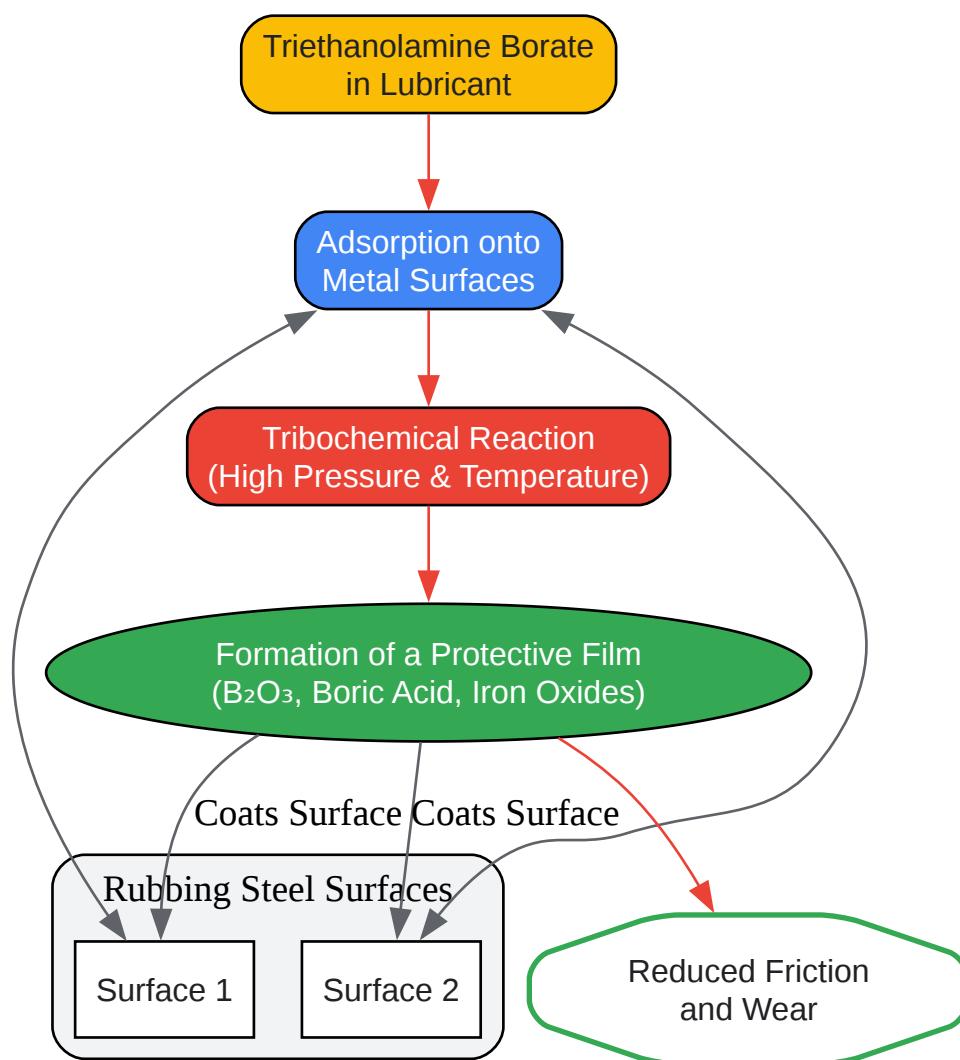 Triethanolamine Borate
in Lubricant
Adsorption onto
Metal Surfaces
Tribochemical Reaction
(High Pressure & Temperature)
Formation of a Protective Film
(B₂O₃, Boric Acid, Iron Oxides)
Coats Surface
Coats Surface
Rubbing Steel Surfaces
Surface 1
Surface 2
Reduced Friction
and Wear